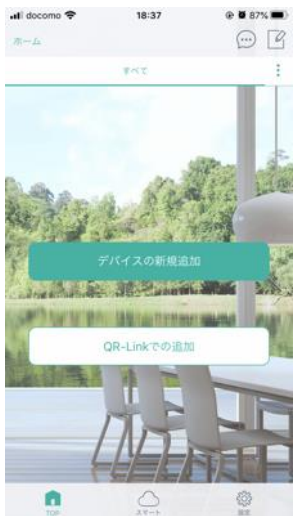 docomo 18:37 87%
ホーム
すべて
デバイスの新規追加
QR-Linkでの追加
TOP スマート 設定